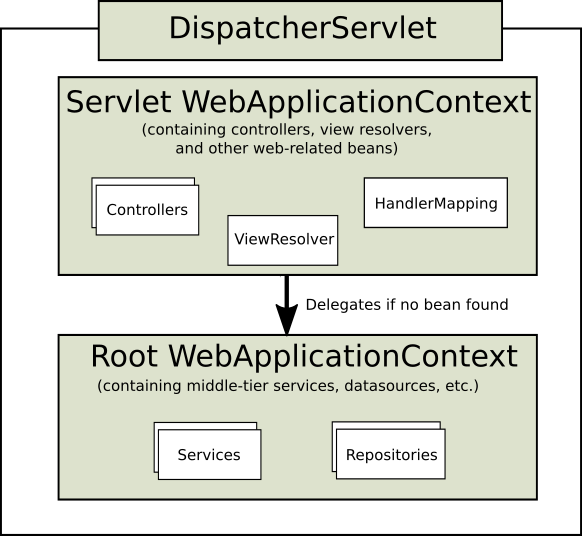 DispatcherServlet
Servlet WebApplicationContext
(containing controllers, view resolvers,
and other web-related beans)
Controllers
HandlerMapping
ViewResolver
Delegates if no bean found
Root WebApplicationContext
(containing middle-tier services, datasources, etc.)
Services
Repositories